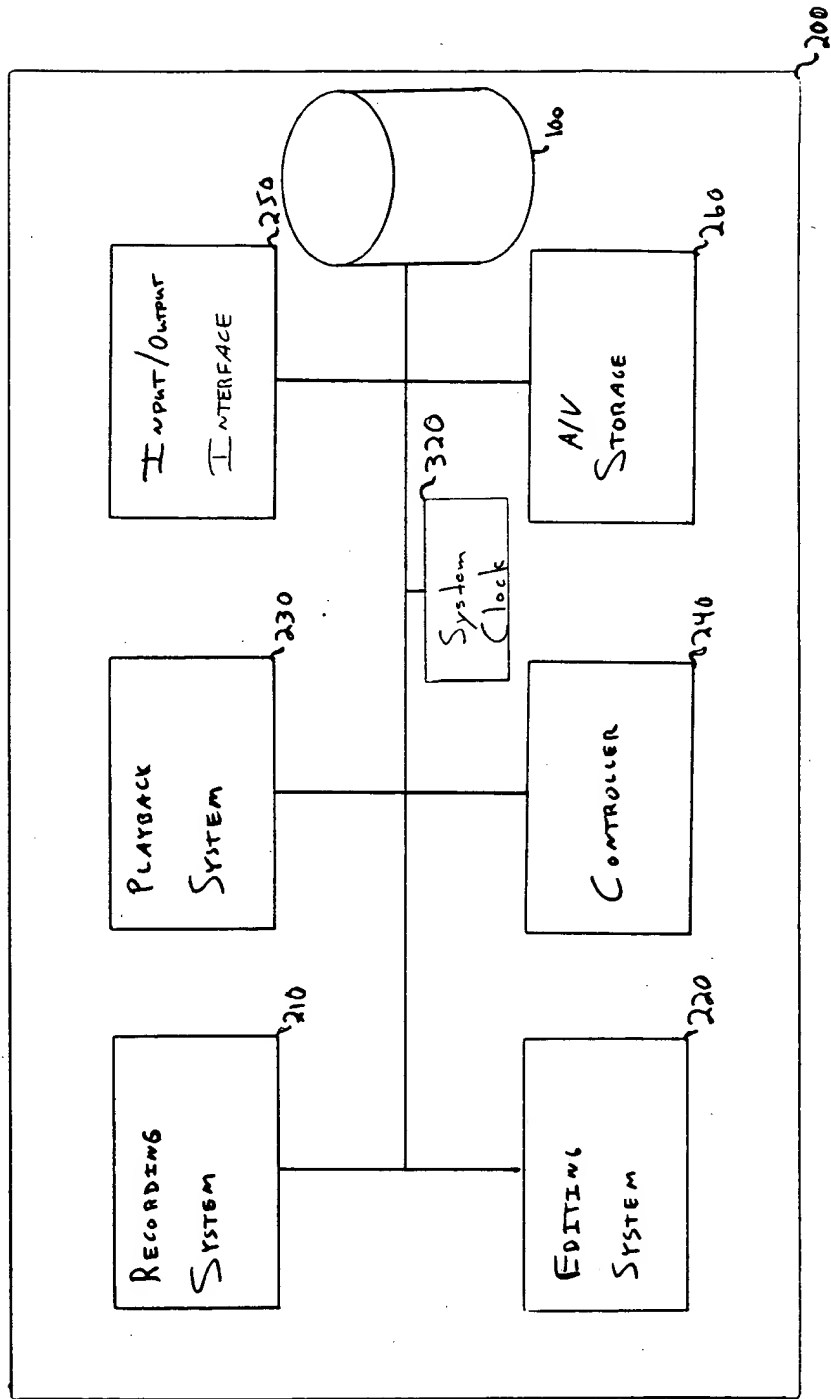 RECORDING
SYSTEM
210
PLAYBACK
SYSTEM
230
INPUT/OUTPUT
INTERFACE
250
System
Clock
320
100
EDITING
SYSTEM
220
CONTROLLER
240
A/V
STORAGE
260
200